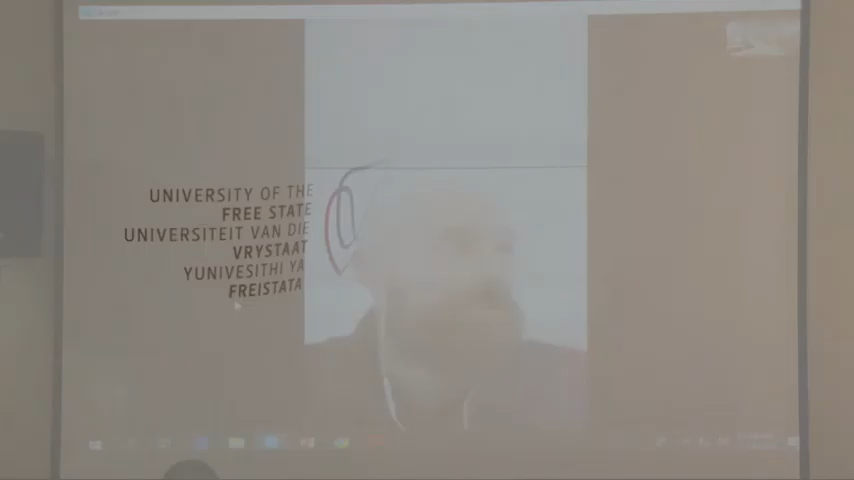 UNIVERSITY OF THE
FREE STATE
UNIVERSITEIT VAN DIE
VRYSTAAT
YUNIVESITHI YA
FREISTATA